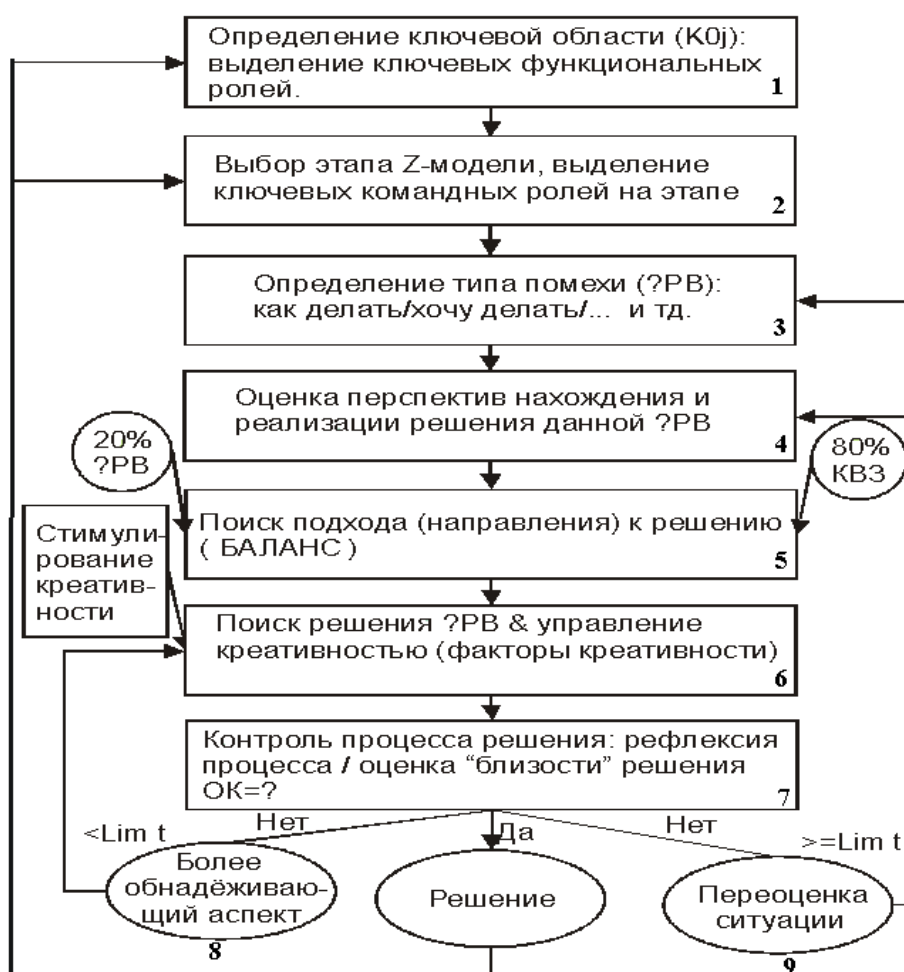 Определение ключевой области (K0j):
выделение ключевых функциональных
ролей.
1
Выбор этапа Z-модели, выделение
ключевых командных ролей на этапе
2
Определение типа помехи (?РВ):
как делать/хочу делать/... и тд.
3
Оценка перспектив нахождения и
реализации решения данной ?РВ
4
20%
?РВ
80%
КВЗ
Поиск подхода (направления) к решению
( БАЛАНС )
5
Стимули-
рование
креатив-
ности
Поиск решения ?РВ & управление
креативностью (факторы креативности)
6
Контроль процесса решения: рефлексия
процесса / оценка “близости” решения
ОК=?
7
<Lim t
Нет
Да
Нет
>=Lim t
Более
обнадёживаю-
щий аспект
8
Решение
Переоценка
ситуации
9